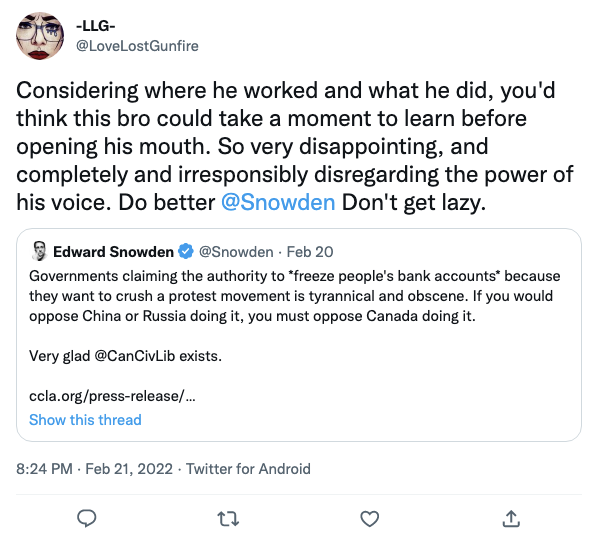 -LLG-
@LoveLostGunfire
Considering where he worked and what he did, you'd
think this bro could take a moment to learn before
opening his mouth. So very disappointing, and
completely and irresponsibly disregarding the power of
his voice. Do better @Snowden Don't get lazy.
Edward Snowden @Snowden · Feb 20
Governments claiming the authority to *freeze people's bank accounts* because
they want to crush a protest movement is tyrannical and obscene. If you would
oppose China or Russia doing it, you must oppose Canada doing it.
Very glad @CanCivLib exists.
ccla.org/press-release/…
Show this thread
8:24 PM · Feb 21, 2022 · Twitter for Android